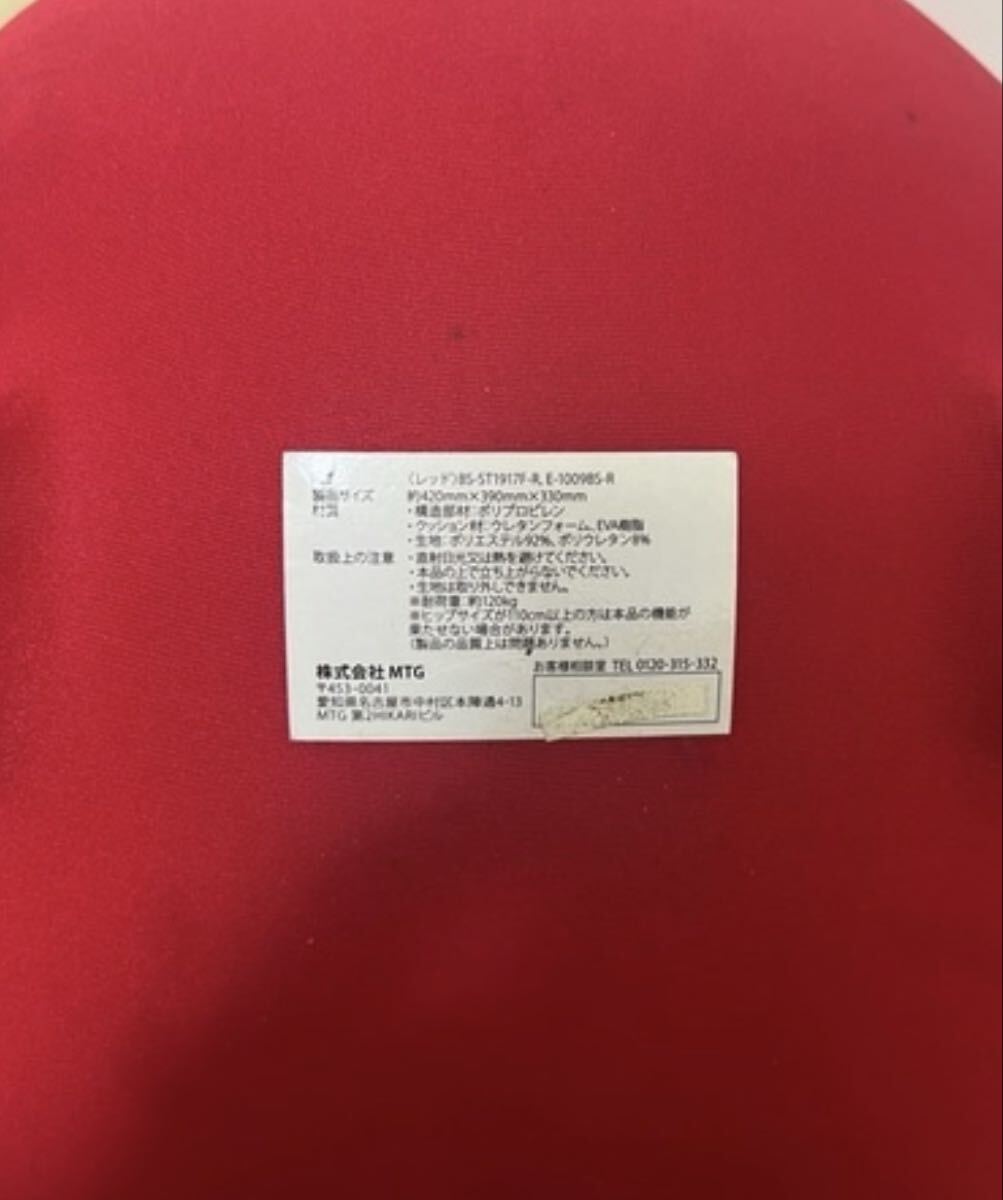 (レッド)BS-ST1917F-R, E-1009BS-R
製品サイズ 約420mm×390mm×330mm
材質 ・構造部材:ポリプロピレン
・クッション材:ウレタンフォーム、EVA樹脂
・生地:ポリエステル92%、ポリウレタン8%
取扱上の注意 ・直射日光又は熱を避けてください。
・本品の上で立ち上がらないでください。
・生地は取り外しできません。
※耐荷重:約120kg
※ヒップサイズが110cm以上の方は本品の機能が
果たせない場合があります。
(製品の品質上は問題ありません。)
株式会社 MTG
〒453-0041
愛知県名古屋市中村区本陣通4-13
MTG 第2HIKARIビル
お客様相談室 TEL 0120-315-332